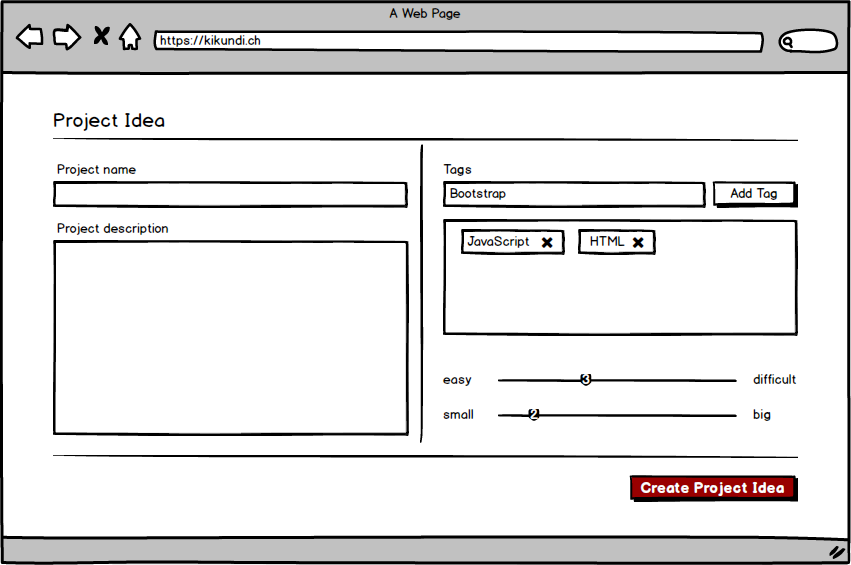 A Web Page
https://kikundi.ch
Project Idea
Project name
Project description
Tags
Bootstrap
Add Tag
JavaScript
HTML
easy
3
difficult
small
2
big
Create Project Idea